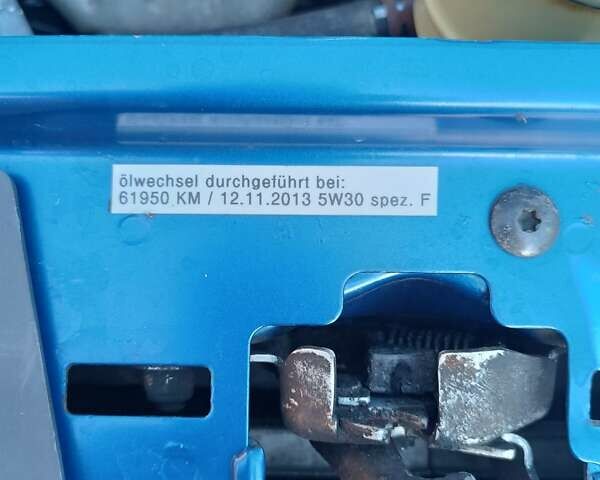 ölwechsel durchgeführt bei:
61950 KM / 12.11.2013 5W30 spez. F